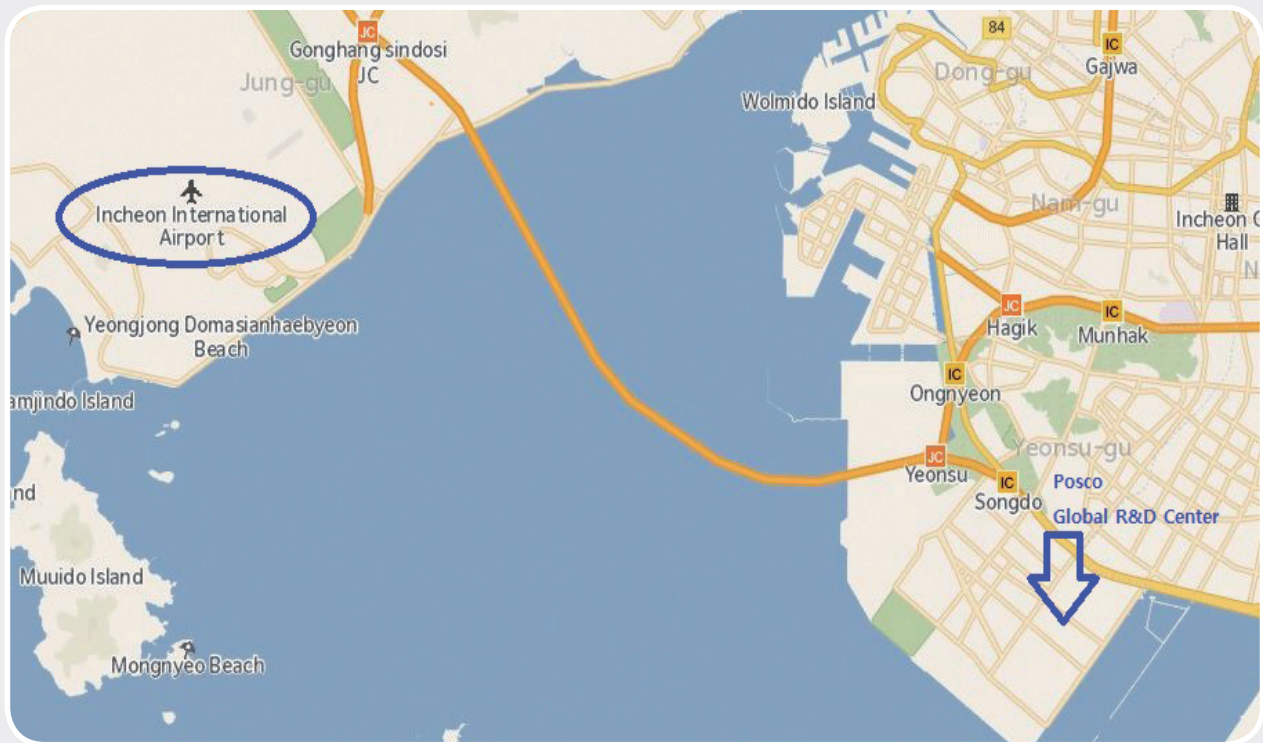 JC
Gonghang sindosi
JC
Jung-gu
84
IC
Gajwa
Dong-gu
Wolmido Island
Incheon International
Airport
Nam-gu
Incheon
Hall
Yeongjong Domasianhaebyeon
Beach
JC
Hagik
IC
Munhak
IC
Ongnyeon
amjindo Island
Yeonsu-gu
JC
Yeonsu
IC
Songdo
Posco
Global R&D Center
nd
Muuido Island
Mongnyeo Beach